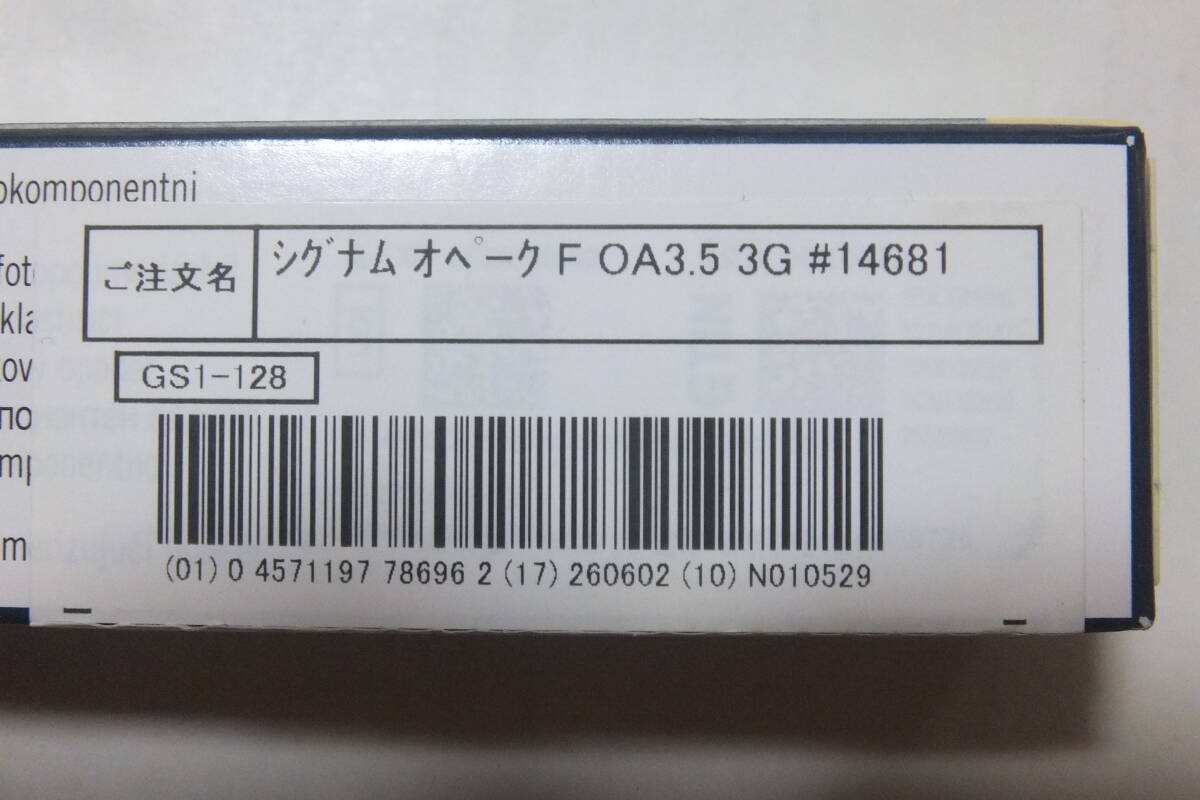 okomponentni
ご注文名
シグナム オペーク F OA3.5 3G #14681
GS1-128
(01) 0 4571197 78696 2 (17) 260602 (10) N010529